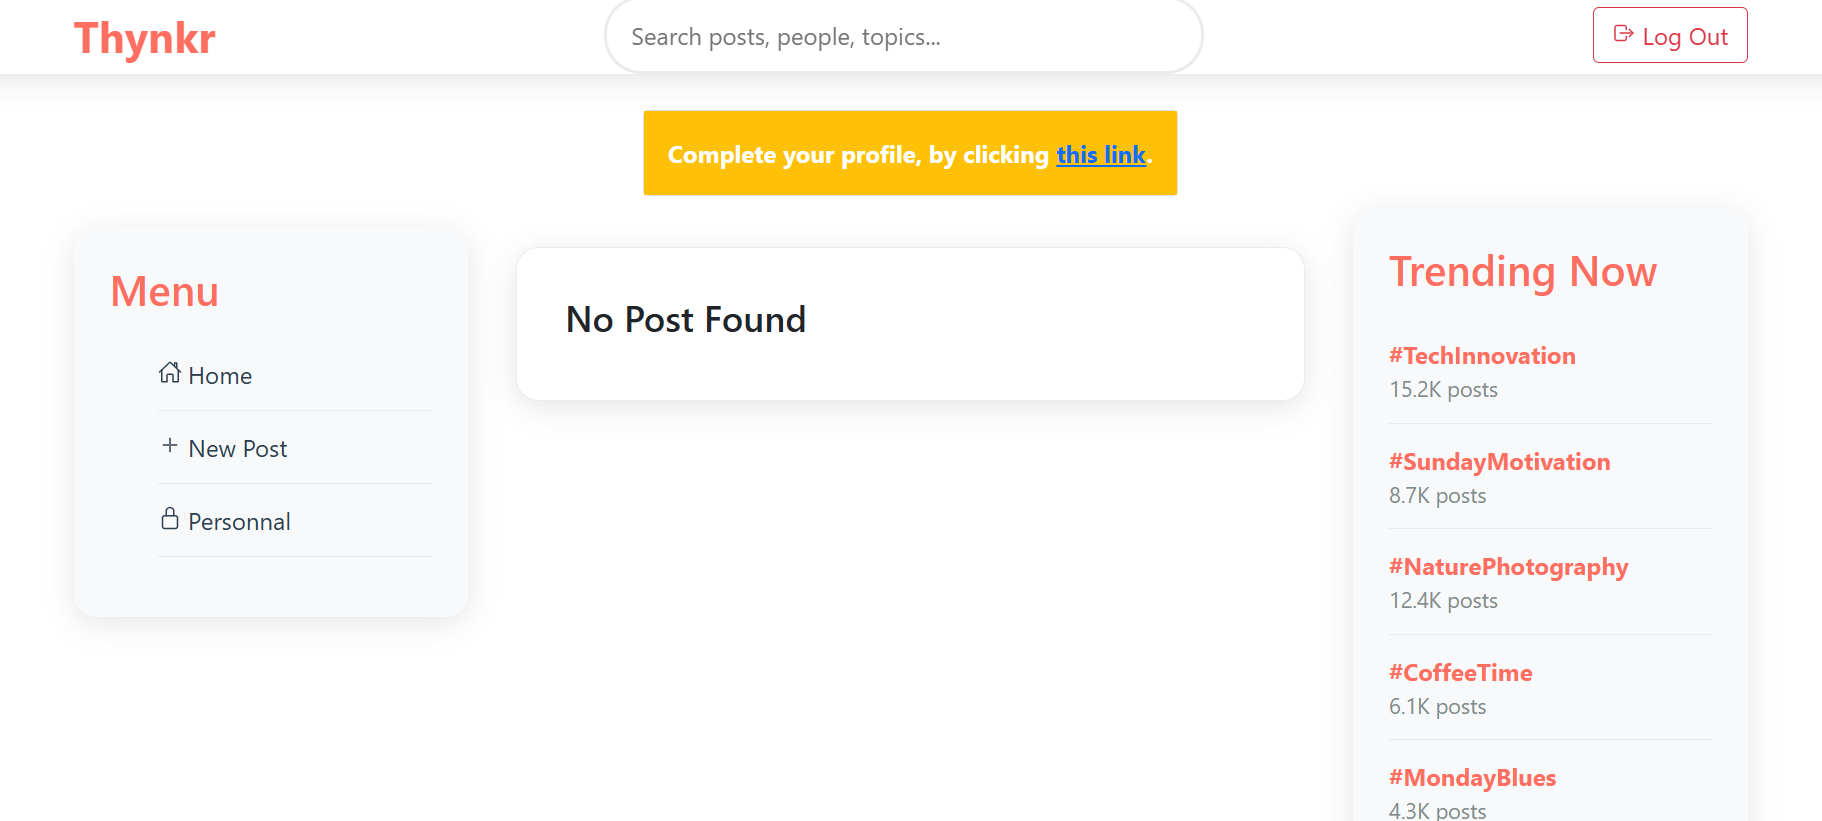 Thynkr
Search posts, people, topics...
Log Out
Complete your profile, by clicking this link.
Menu
Home
New Post
Personnal
No Post Found
Trending Now
#TechInnovation
15.2K posts
#SundayMotivation
8.7K posts
#NaturePhotography
12.4K posts
#CoffeeTime
6.1K posts
#MondayBlues
4.3K posts